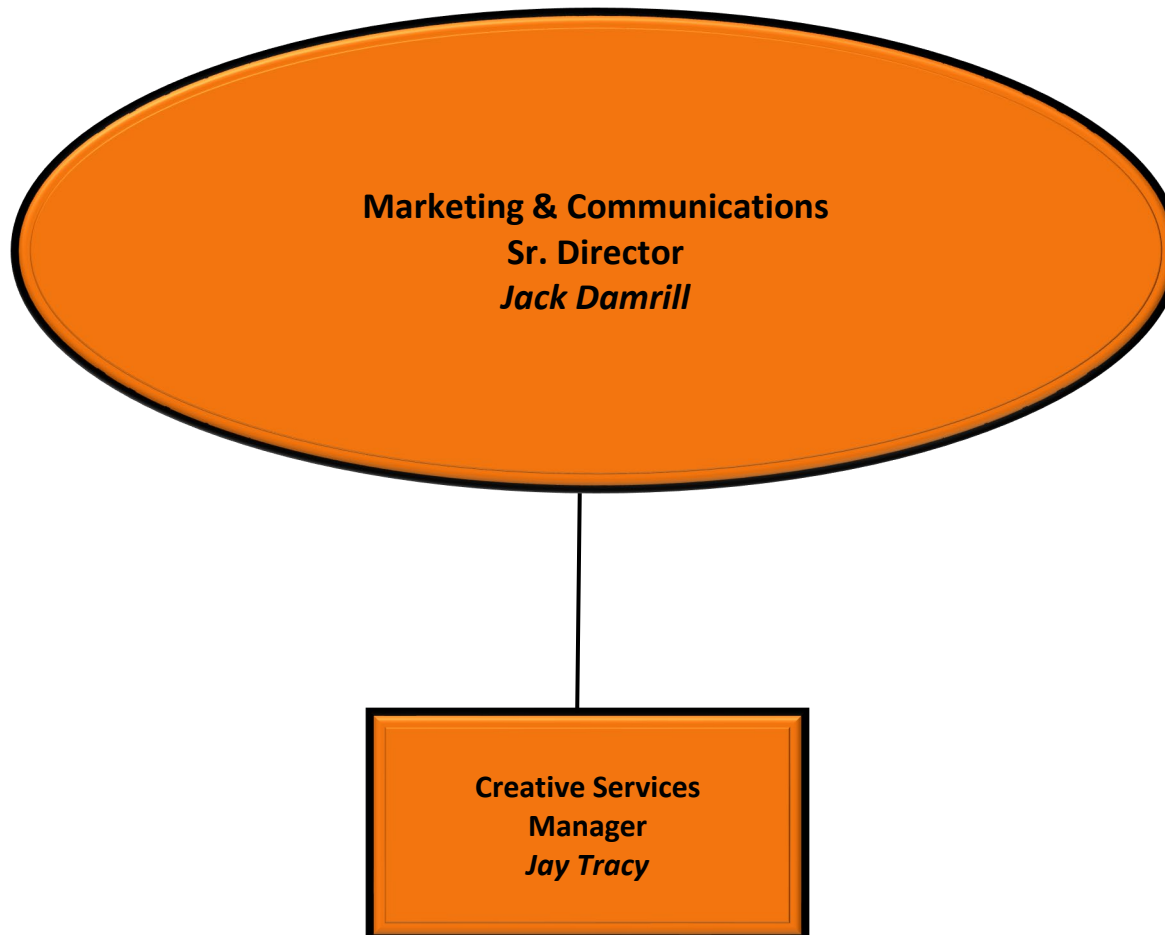 Marketing & Communications
Sr. Director
Jack Damrill
Creative Services
Manager
Jay Tracy